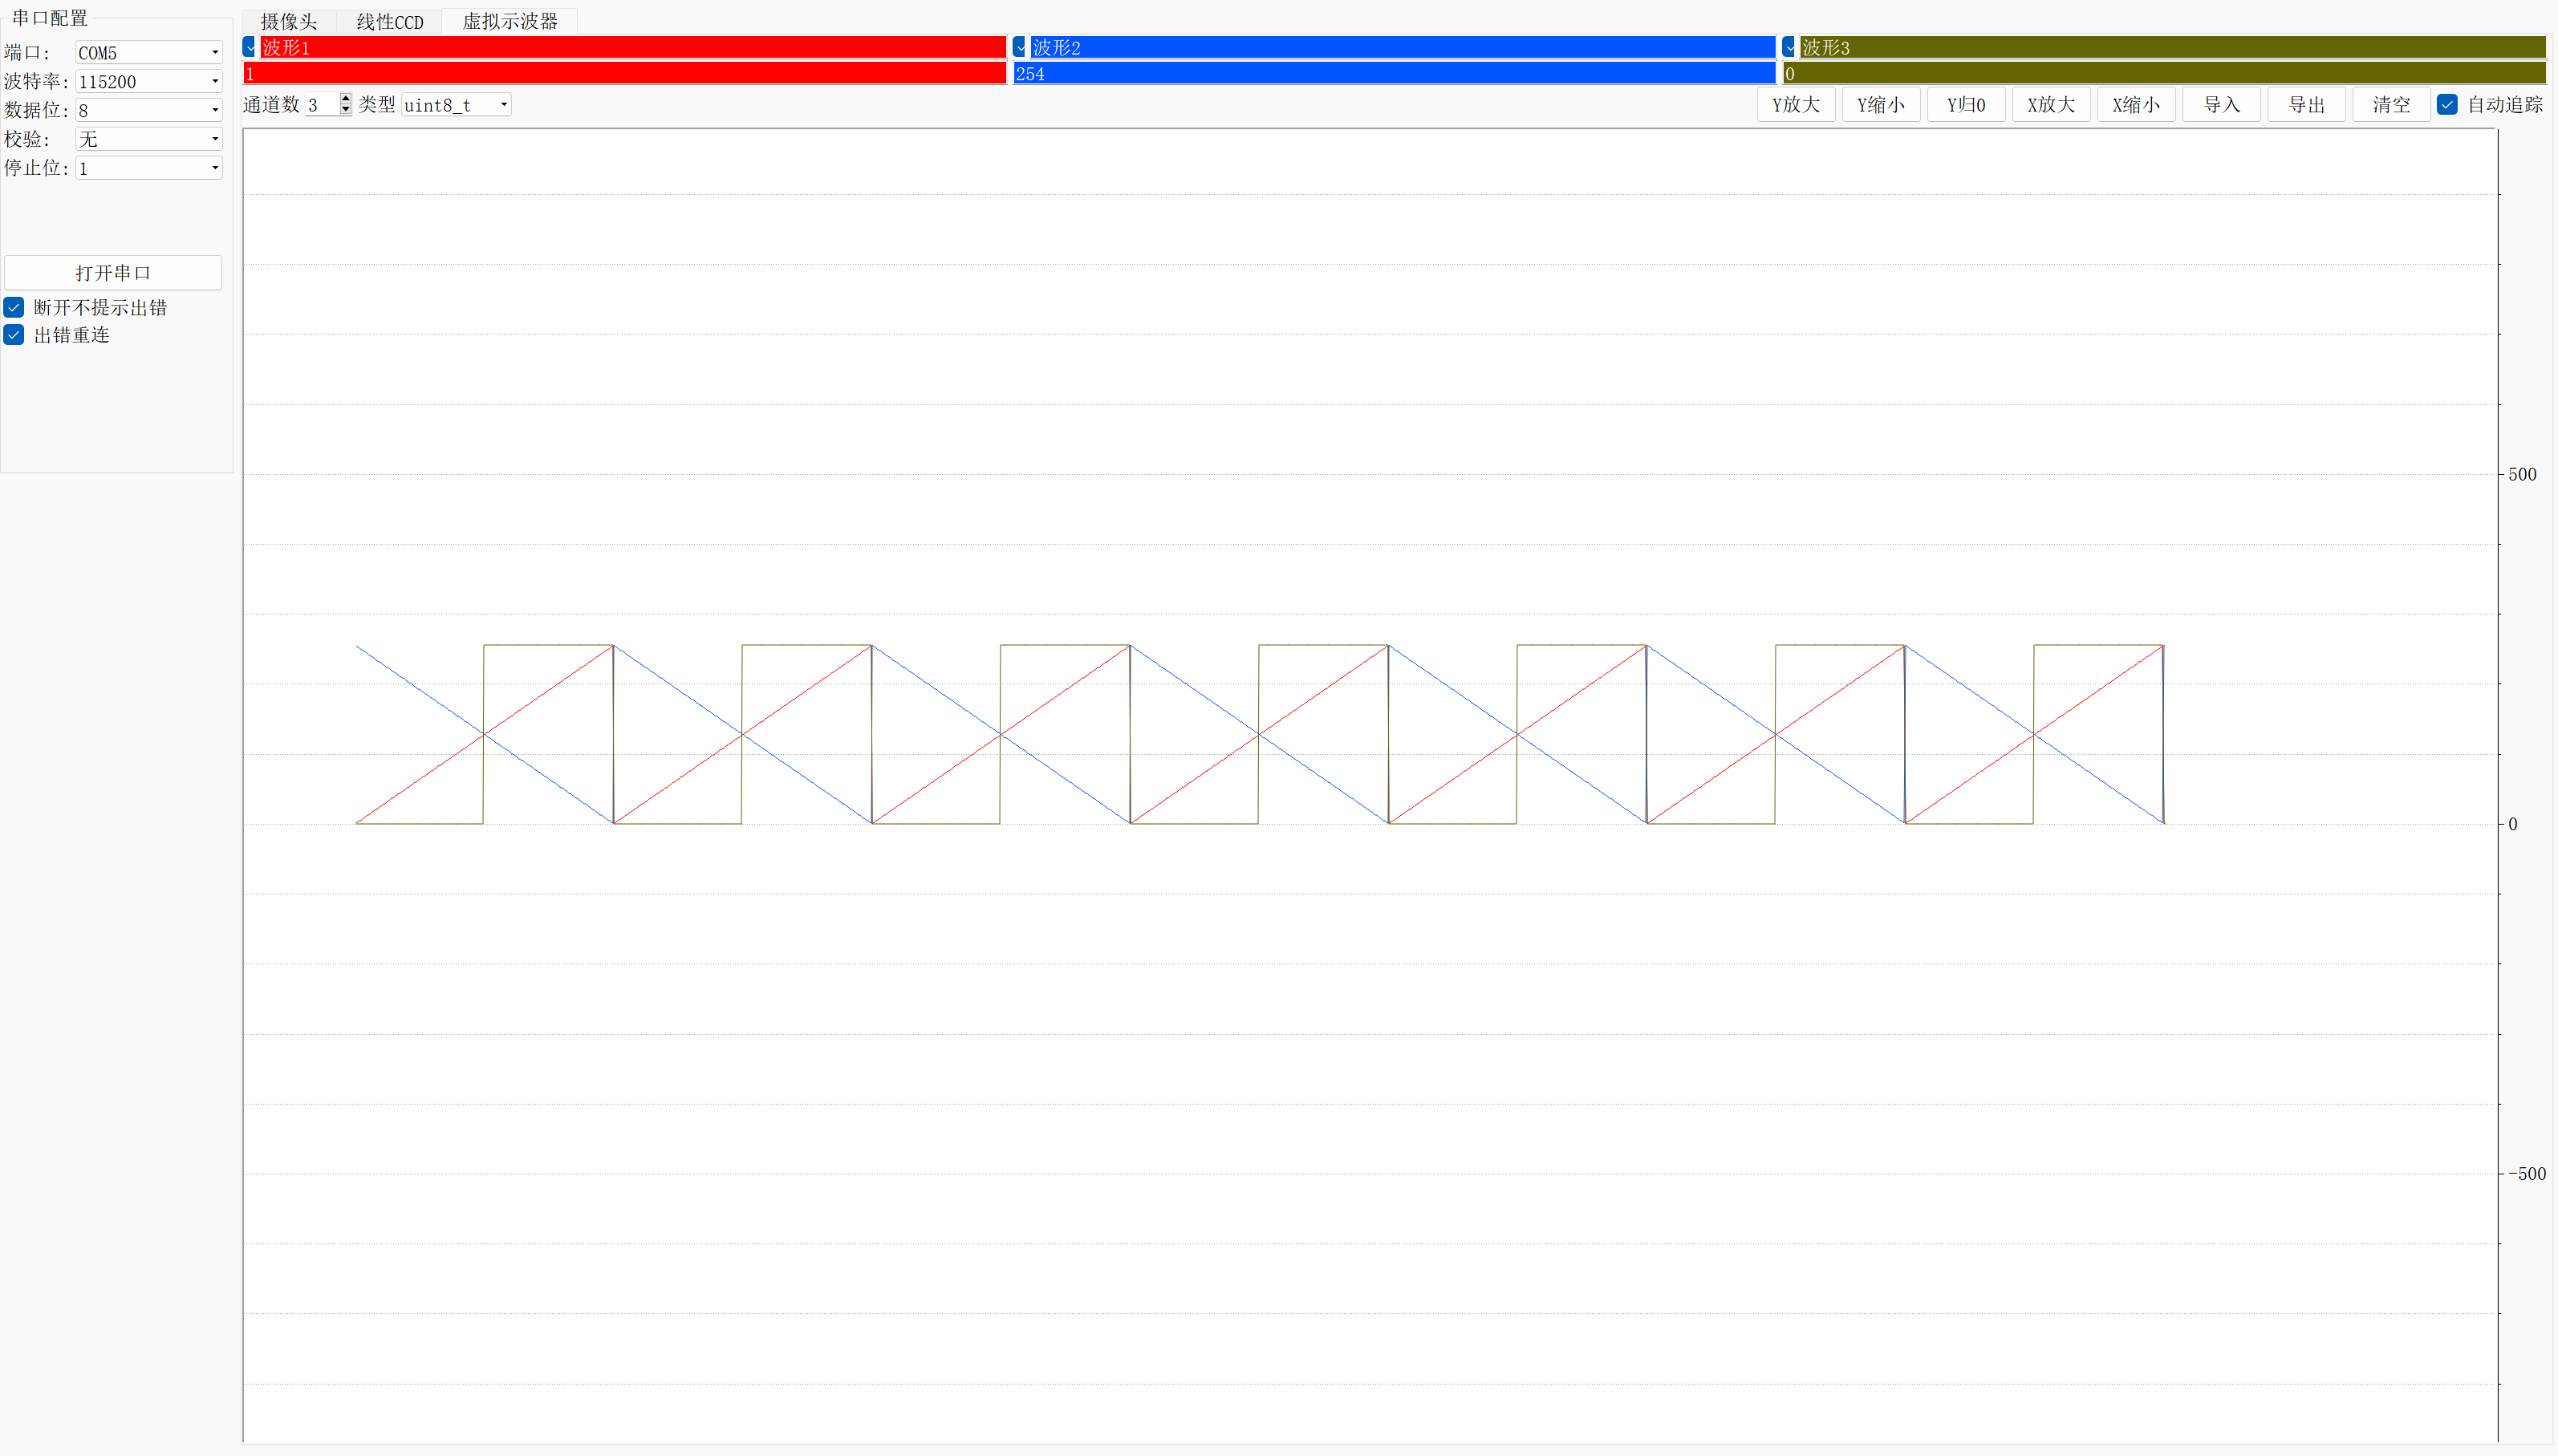 串口配置
端口: COM5
波特率: 115200
数据位: 8
校验: 无
停止位: 1
打开串口
断开不提示出错
出错重连
摄像头 线性CCD 虚拟示波器
波形1 波形2 波形3
1 254 0
通道数 3 类型 uint8_t Y放大 Y缩小 Y归0 X放大 X缩小 导入 导出 清空 自动追踪
500
0
-500